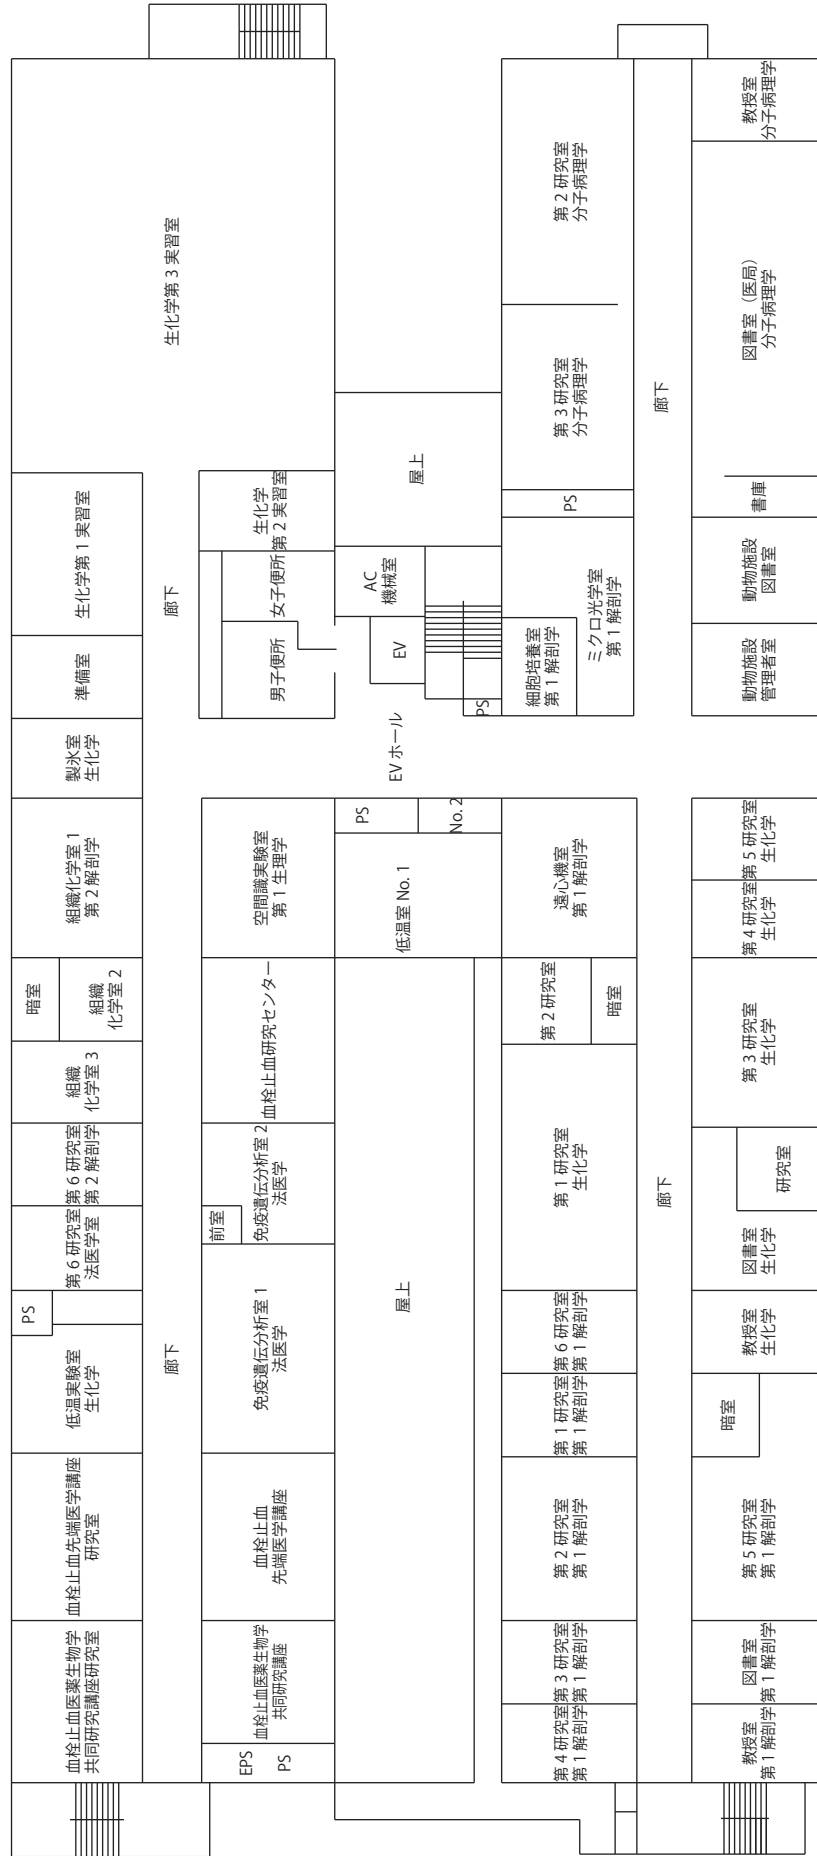 生化学第 3 実習室
生化学第 1 実習室
準備室
製氷室
生化学
組織化学室 1
第 2 解剖学
暗室
組織
化学室 2
組織
化学室 3
第 6 研究室
第 2 解剖学
第 6 研究室
法医学室
PS
低温実験室
生化学
血栓止血先端医学講座
研究室
血栓止血医薬生物学
共同研究講座研究室
廊下
廊下
生化学
第 2 実習室
女子便所
男子便所
空間識実験室
第 1 生理学
血栓止血研究センター
免疫遺伝分析室 2
法医学
前室
免疫遺伝分析室 1
法医学
血栓止血
先端医学講座
血栓止血医薬生物学
共同研究講座
EPS
PS
屋上
AC
機械室
EV
EV ホール
PS
PS
No. 2
低温室 No. 1
屋上
第 2 研究室
分子病理学
第 3 研究室
分子病理学
PS
ミクロ光学室
第 1 解剖学
細胞培養室
第 1 解剖学
遠心機室
第 1 解剖学
第 2 研究室
暗室
第 1 研究室
生化学
第 6 研究室
第 1 解剖学
第 1 研究室
第 1 解剖学
第 2 研究室
第 1 解剖学
第 3 研究室
第 1 解剖学
第 4 研究室
第 1 解剖学
廊下
廊下
教授室
分子病理学
図書室（医局）
分子病理学
書庫
動物施設
図書室
動物施設
管理者室
第 5 研究室
生化学
第 4 研究室
生化学
第 3 研究室
生化学
研究室
図書室
生化学
教授室
生化学
暗室
第 5 研究室
第 1 解剖学
図書室
第 1 解剖学
教授室
第 1 解剖学